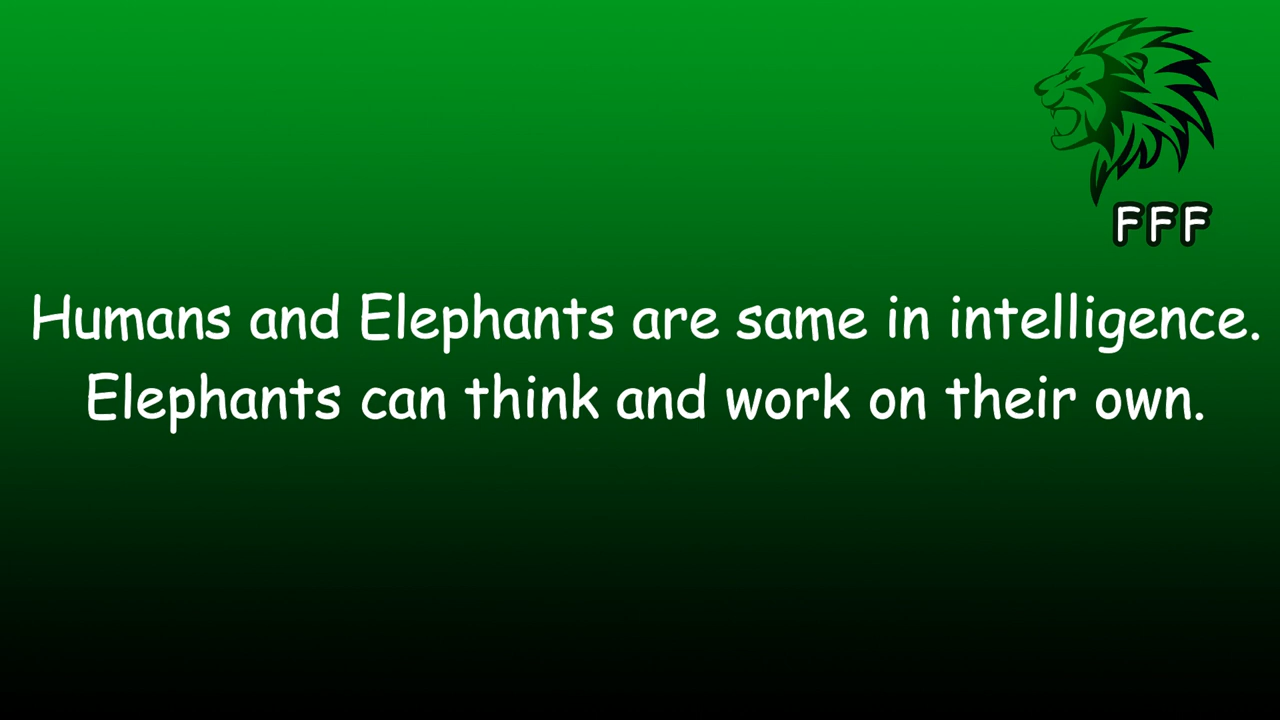 FFF
Humans and Elephants are same in intelligence.
Elephants can think and work on their own.